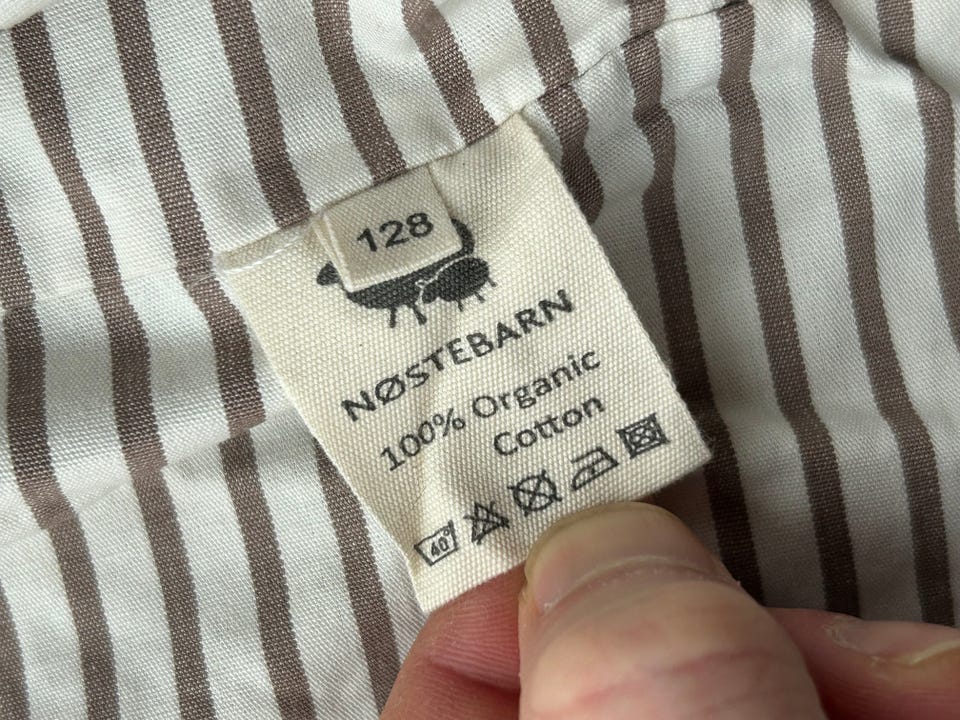 128
NØSTEBARN
100% Organic
Cotton
40°